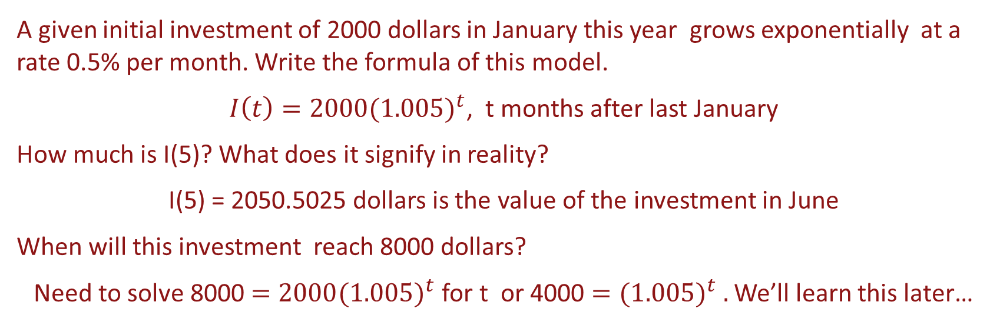 A given initial investment of 2000 dollars in January this year grows exponentially at a
rate 0.5% per month. Write the formula of this model.
I(t) = 2000(1.005)^t, t months after last January
How much is I(5)? What does it signify in reality?
I(5) = 2050.5025 dollars is the value of the investment in June
When will this investment reach 8000 dollars?
Need to solve 8000 = 2000(1.005)^t for t or 4000 = (1.005)^t . We’ll learn this later...